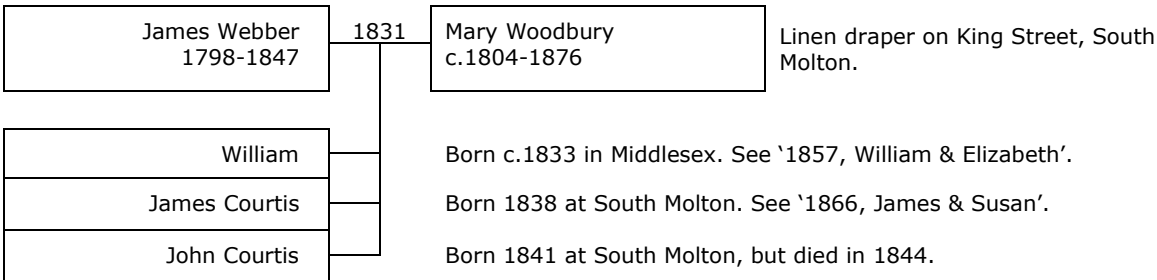 James Webber
1798-1847
1831
Mary Woodbury
c.1804-1876
Linen draper on King Street, South
Molton.
William
Born c.1833 in Middlesex. See ‘1857, William & Elizabeth’.
James Courtis
Born 1838 at South Molton. See ‘1866, James & Susan’.
John Courtis
Born 1841 at South Molton, but died in 1844.